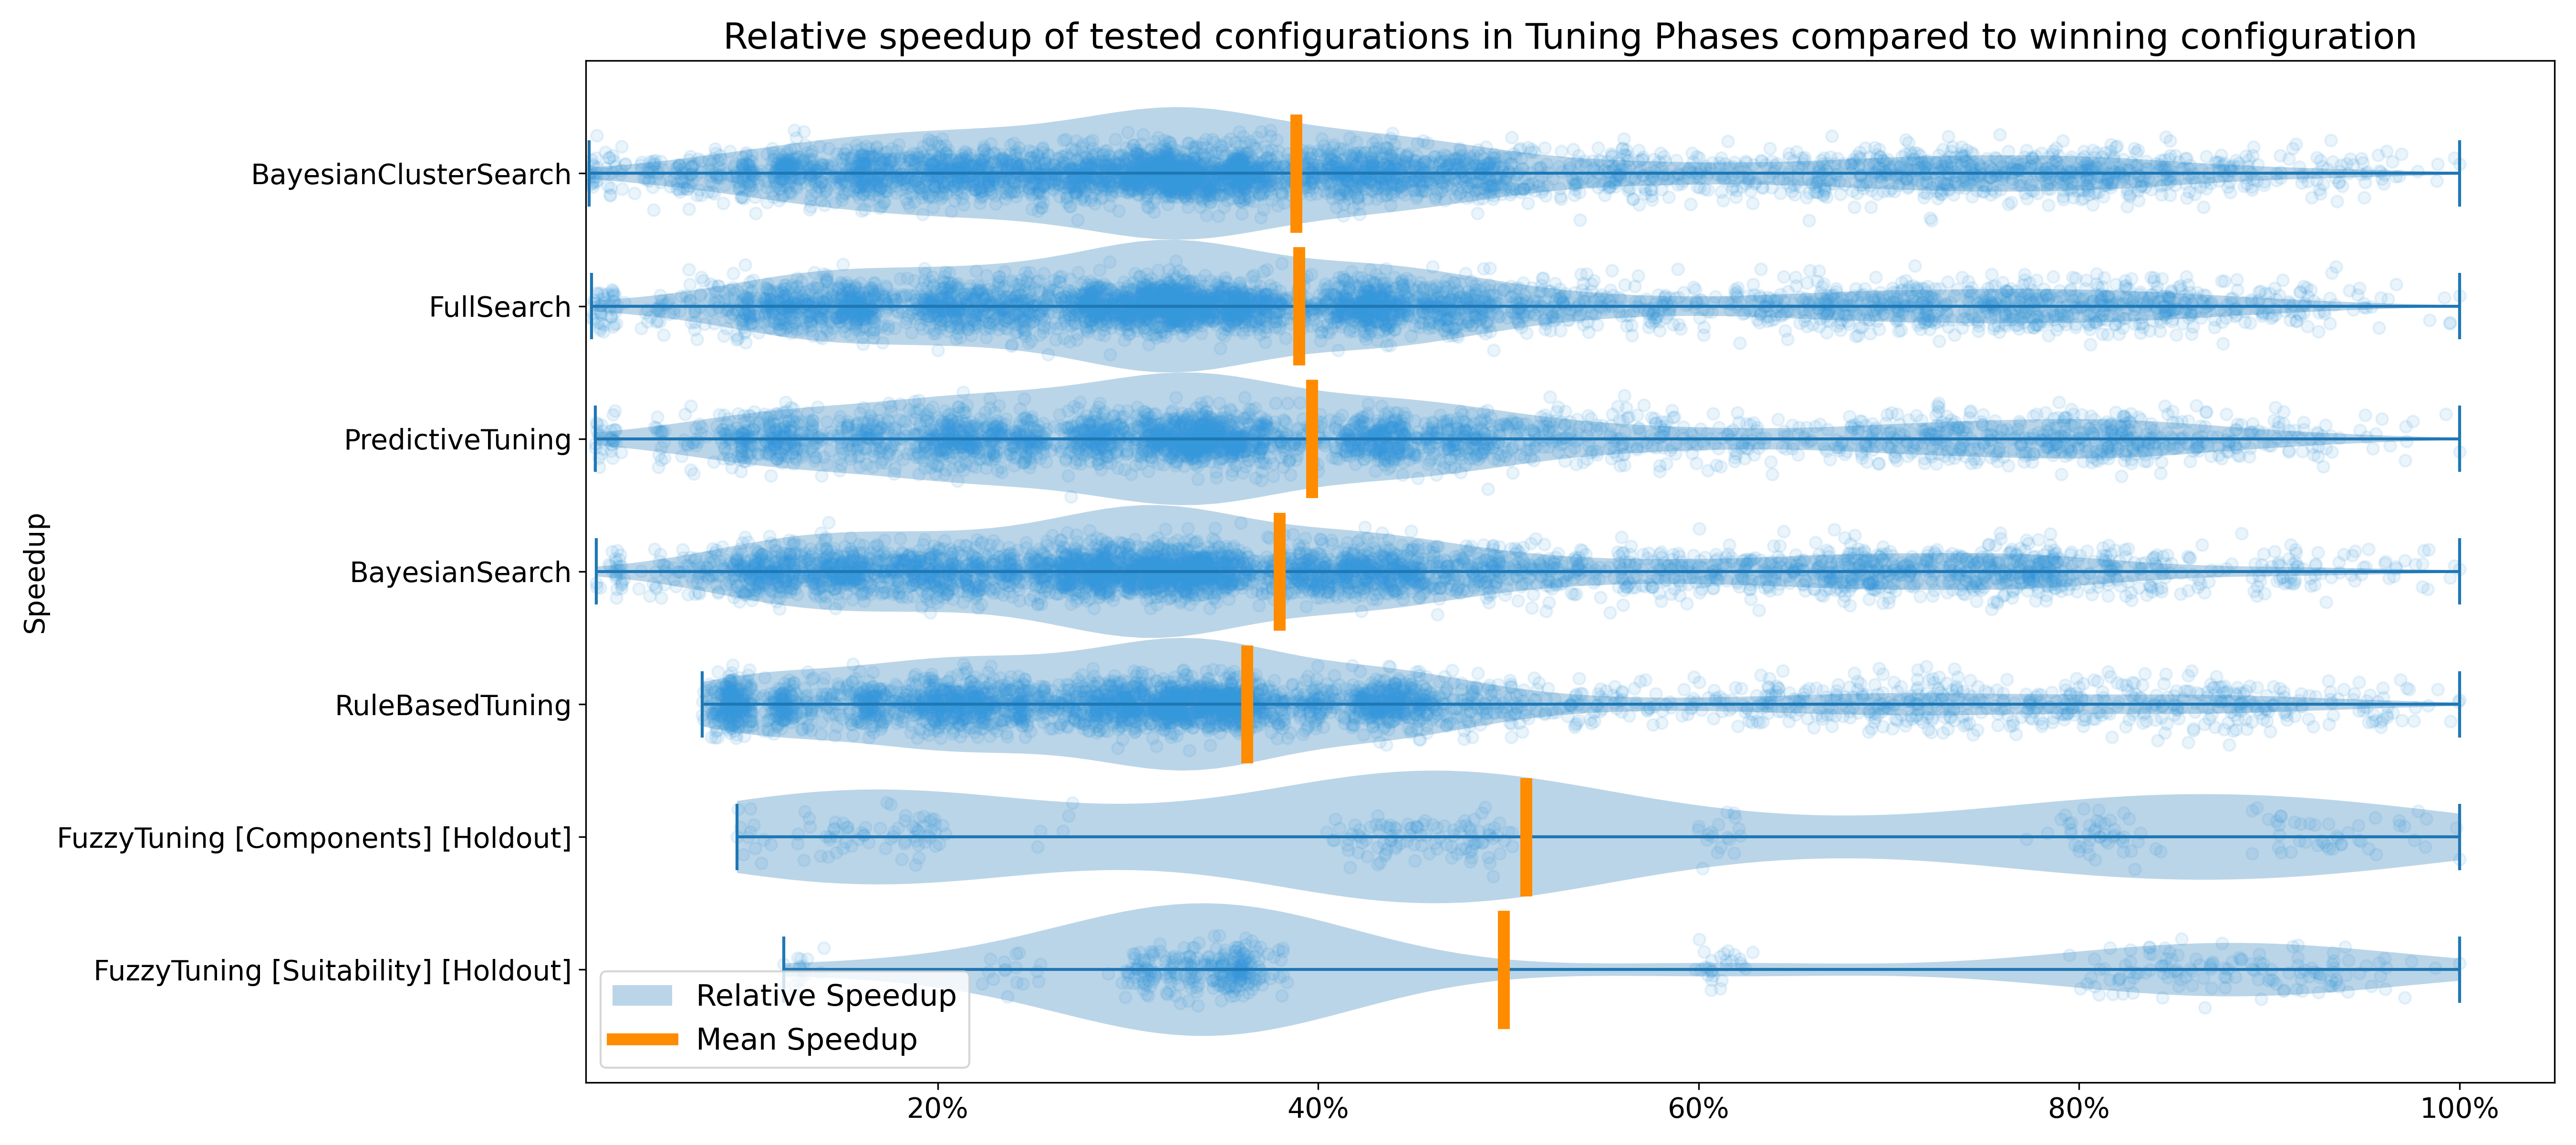 Relative speedup of tested configurations in Tuning Phases compared to winning configuration
Speedup
BayesianClusterSearch
FullSearch
PredictiveTuning
BayesianSearch
RuleBasedTuning
FuzzyTuning [Components] [Holdout]
FuzzyTuning [Suitability] [Holdout]
Relative Speedup
Mean Speedup
20% 40% 60% 80% 100%